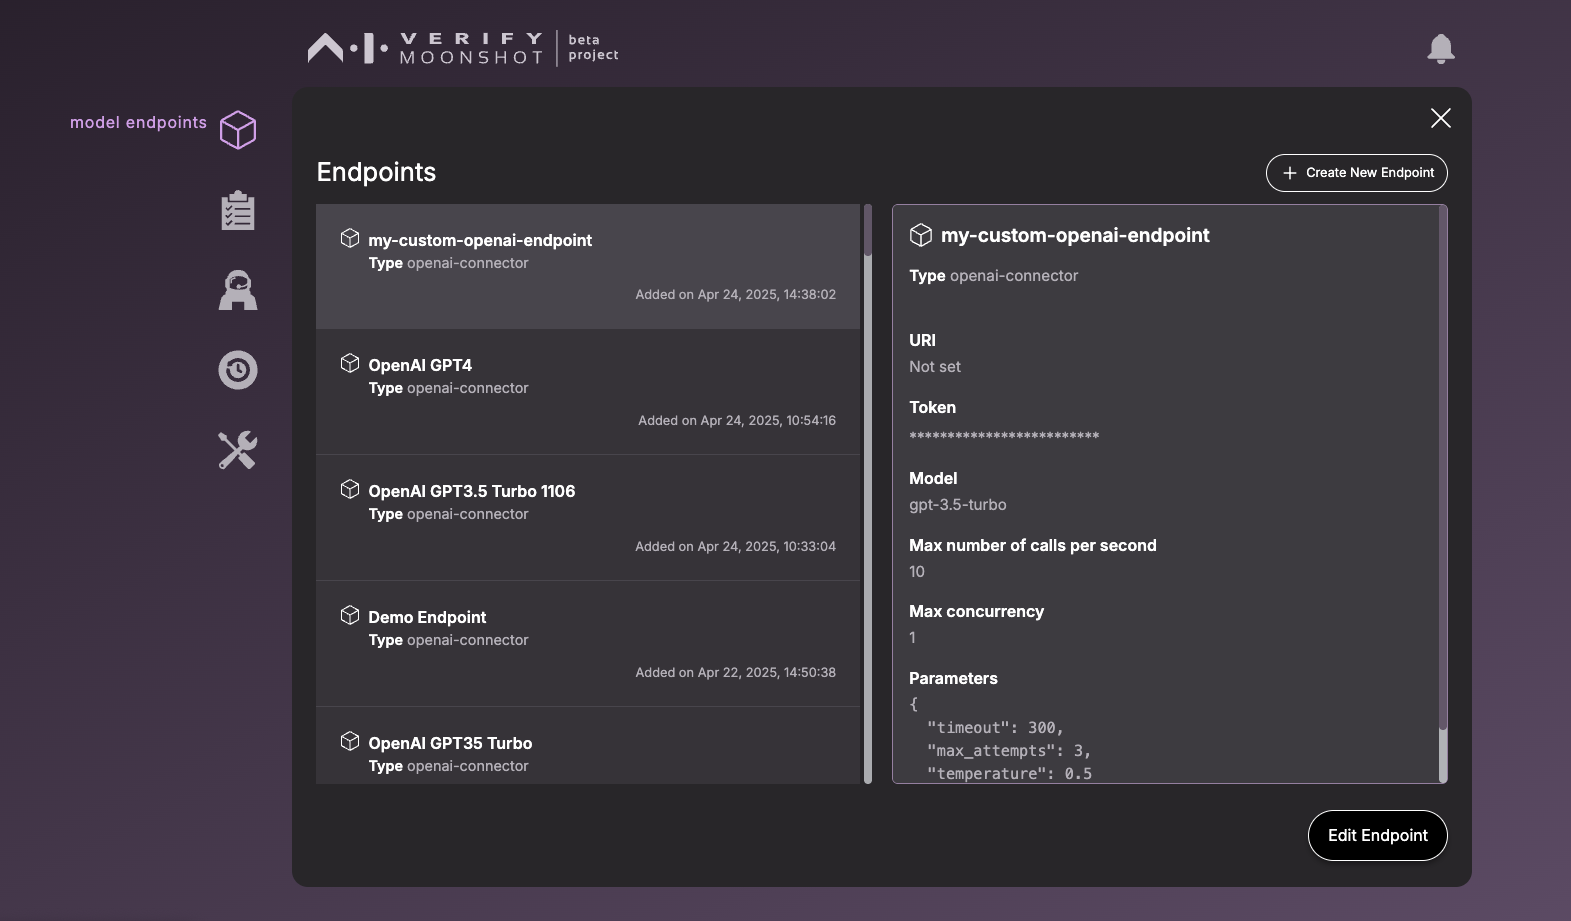 VERIFY
MOONSHOT
beta
project
model endpoints
Endpoints
Create New Endpoint
my-custom-openai-endpoint
Type openai-connector
Added on Apr 24, 2025, 14:38:02
OpenAI GPT4
Type openai-connector
Added on Apr 24, 2025, 10:54:16
OpenAI GPT3.5 Turbo 1106
Type openai-connector
Added on Apr 24, 2025, 10:33:04
Demo Endpoint
Type openai-connector
Added on Apr 22, 2025, 14:50:38
OpenAI GPT35 Turbo
Type openai-connector
my-custom-openai-endpoint
Type openai-connector
URI
Not set
Token
*************************
Model
gpt-3.5-turbo
Max number of calls per second
10
Max concurrency
1
Parameters
{
"timeout": 300,
"max_attempts": 3,
"temperature": 0.5
Edit Endpoint